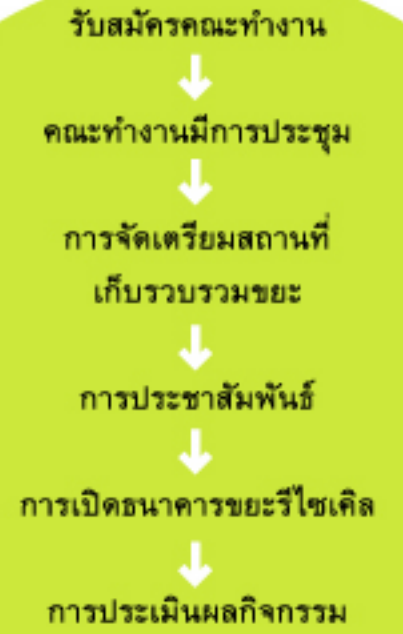 รับสมัครคณะทำงาน
คณะทำงานมีการประชุม
การจัดเตรียมสถานที่
เก็บรวบรวมขยะ
การประชาสัมพันธ์
การเปิดธนาคารขยะรีไซเคิล
การประเมินผลกิจกรรม